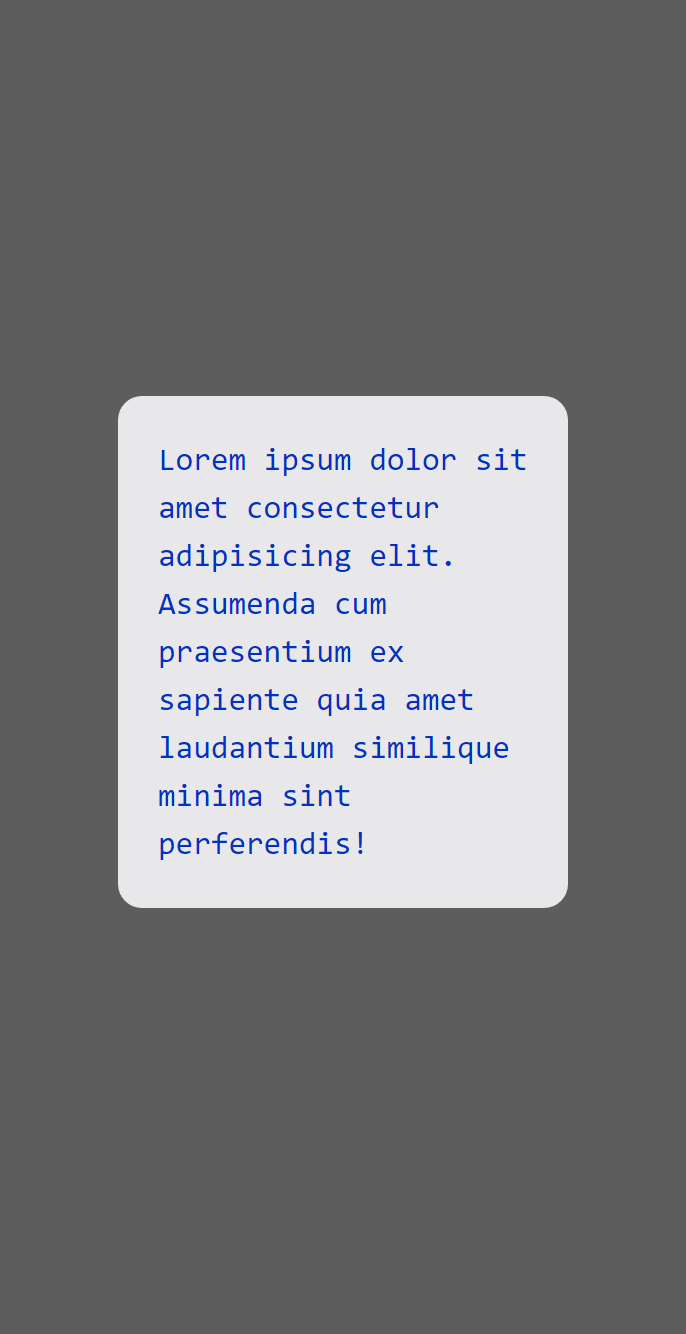 Lorem ipsum dolor sit
amet consectetur
adipisicing elit.
Assumenda cum
praesentium ex
sapiente quia amet
laudantium similique
minima sint
perferendis!